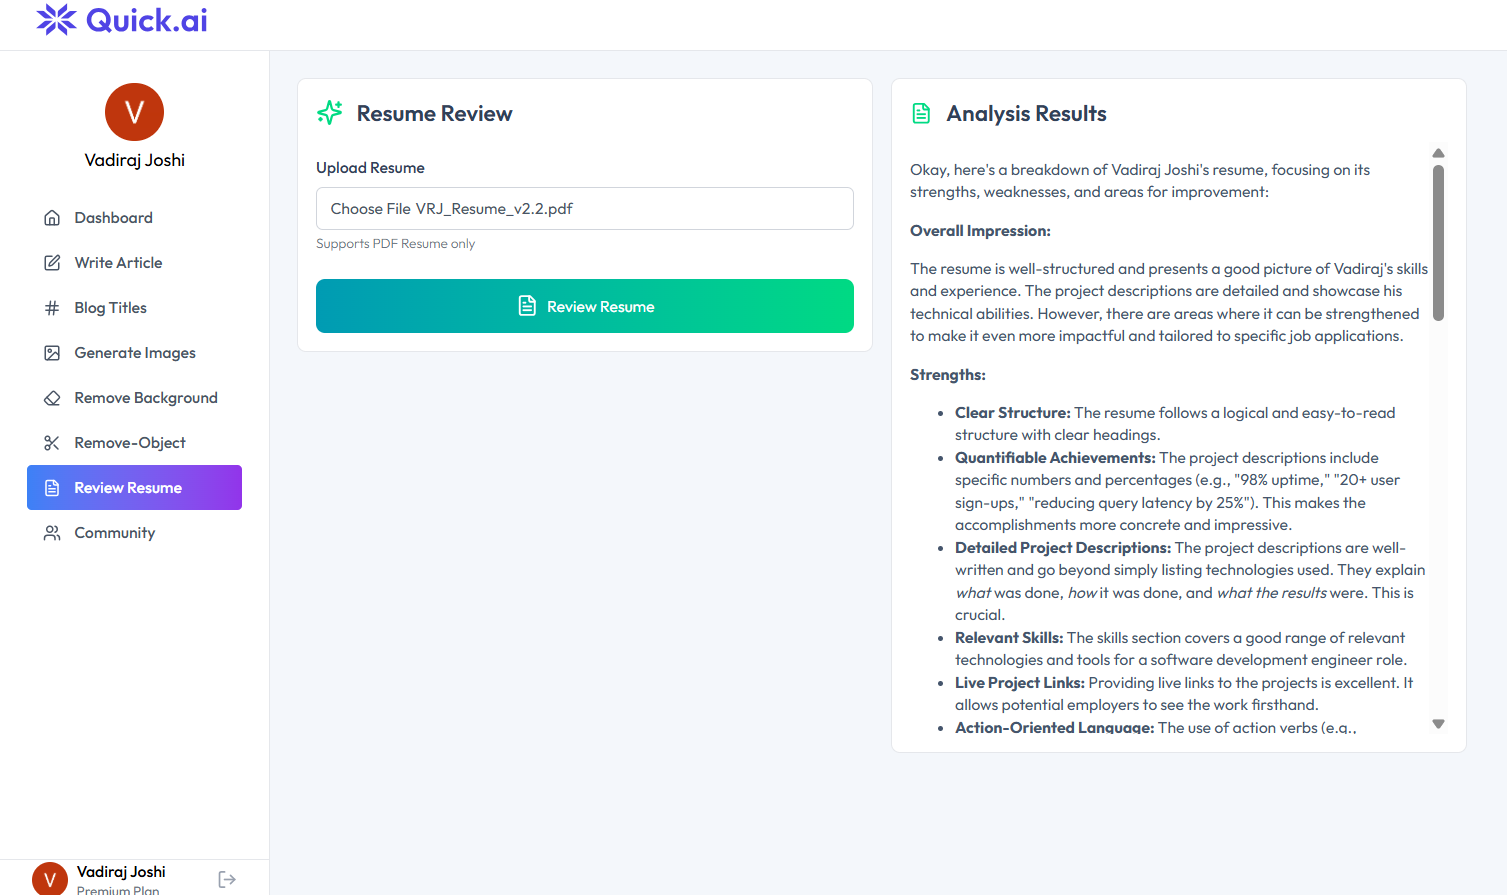 Quick.ai
V
Vadiraj Joshi
Dashboard
Write Article
Blog Titles
Generate Images
Remove Background
Remove-Object
Review Resume
Community
V
Vadiraj Joshi
Premium Plan
Resume Review
Upload Resume
Choose File VRJ_Resume_v2.2.pdf
Supports PDF Resume only
Review Resume
Analysis Results
Okay, here's a breakdown of Vadiraj Joshi's resume, focusing on its
strengths, weaknesses, and areas for improvement:
Overall Impression:
The resume is well-structured and presents a good picture of Vadiraj's skills
and experience. The project descriptions are detailed and showcase his
technical abilities. However, there are areas where it can be strengthened
to make it even more impactful and tailored to specific job applications.
Strengths:
• Clear Structure: The resume follows a logical and easy-to-read
structure with clear headings.
• Quantifiable Achievements: The project descriptions include
specific numbers and percentages (e.g., "98% uptime," "20+ user
sign-ups," "reducing query latency by 25%"). This makes the
accomplishments more concrete and impressive.
• Detailed Project Descriptions: The project descriptions are well-
written and go beyond simply listing technologies used. They explain
what was done, how it was done, and what the results were. This is
crucial.
• Relevant Skills: The skills section covers a good range of relevant
technologies and tools for a software development engineer role.
• Live Project Links: Providing live links to the projects is excellent. It
allows potential employers to see the work firsthand.
• Action-Oriented Language: The use of action verbs (e.g.,